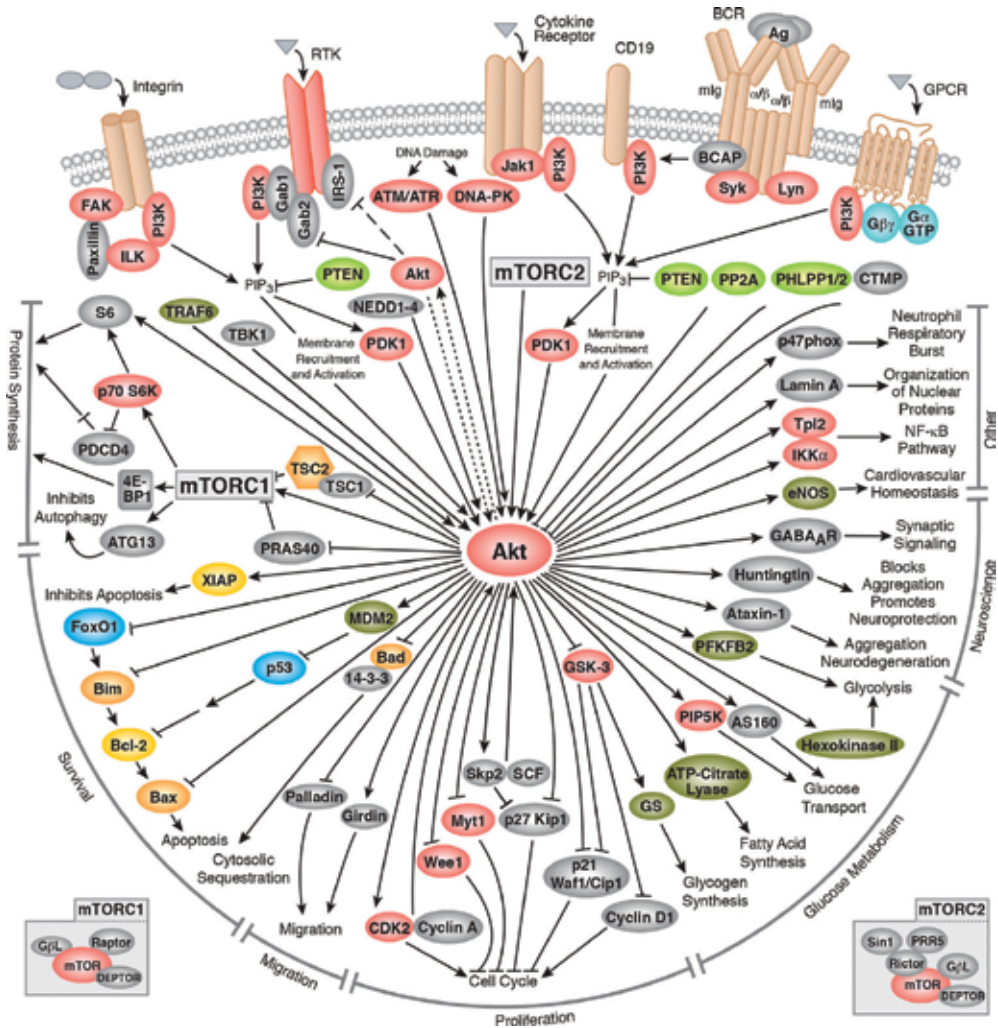 Integrin
RTK
Cytokine
Receptor
CD19
BCR
Ag
mIg
α/β
α/β
mIg
GPCR
FAK
Paxillin
ILK
PI3K
PI3K
Gab1
Gab2
IRS-1
DNA Damage
ATM/ATR
DNA-PK
Jak1
PI3K
PI3K
BCAP
Syk
Lyn
PI3K
Gβγ
Gα
GTP
PIP3
PTEN
Akt
mTORC2
PIP3
PTEN
PP2A
PHLPP1/2
CTMP
S6
TRAF6
TBK1
NEDD1-4
Membrane
Recruitment
and Activation
PDK1
PDK1
Membrane
Recruitment
and Activation
p47phox
Neutrophil
Respiratory
Burst
Lamin A
Organization
of Nuclear
Proteins
Tpl2
IKKα
NF-κB
Pathway
eNOS
Cardiovascular
Homeostasis
Other
Protein Synthesis
p70 S6K
PDCD4
4E-
BP1
mTORC1
TSC2
TSC1
Inhibits
Autophagy
ATG13
PRAS40
Akt
GABAAR
Synaptic
Signaling
Huntingtin
Blocks
Aggregation
Promotes
Neuroprotection
Ataxin-1
Aggregation
Neurodegeneration
Neuroscience
XIAP
Inhibits Apoptosis
FoxO1
MDM2
Bim
p53
Bad
14-3-3
Bcl-2
Bax
Apoptosis
Survival
GSK-3
PFKFB2
Glycolysis
PIP5K
AS160
Hexokinase II
ATP-Citrate
Lyase
GS
Glucose
Transport
Fatty Acid
Synthesis
Glycogen
Synthesis
Glucose Metabolism
Palladin
Girdin
Cytosolic
Sequestration
Migration
Migration
Skp2
SCF
Myt1
p27 Kip1
Wee1
p21
Waf1/Cip1
CDK2
Cyclin A
Cyclin D1
Cell Cycle
Proliferation
mTORC1
GβL
Raptor
mTOR
DEPTOR
mTORC2
Sin1
PRR5
Rictor
GβL
mTOR
DEPTOR